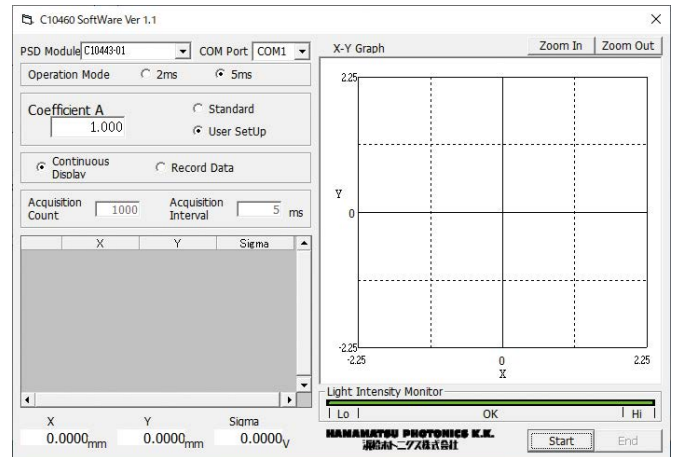 C10460 SoftWare Ver 1.1
PSD Module C10443-01 COM Port COM1
Operation Mode 2ms 5ms
Coefficient A
1.000
Standard
User SetUp
Continuous
Display
Record Data
Acquisition
Count
1000
Acquisition
Interval
5 ms
X Y Sigma
X Y Sigma
0.0000mm 0.0000mm 0.0000V
X-Y Graph Zoom In Zoom Out
2.25
Y
0
-2.25
-2.25 0 2.25
X
Light Intensity Monitor
Lo OK Hi
HAMAMATSU PHOTONICS K.K.
浜松ホトニクス株式会社
Start End